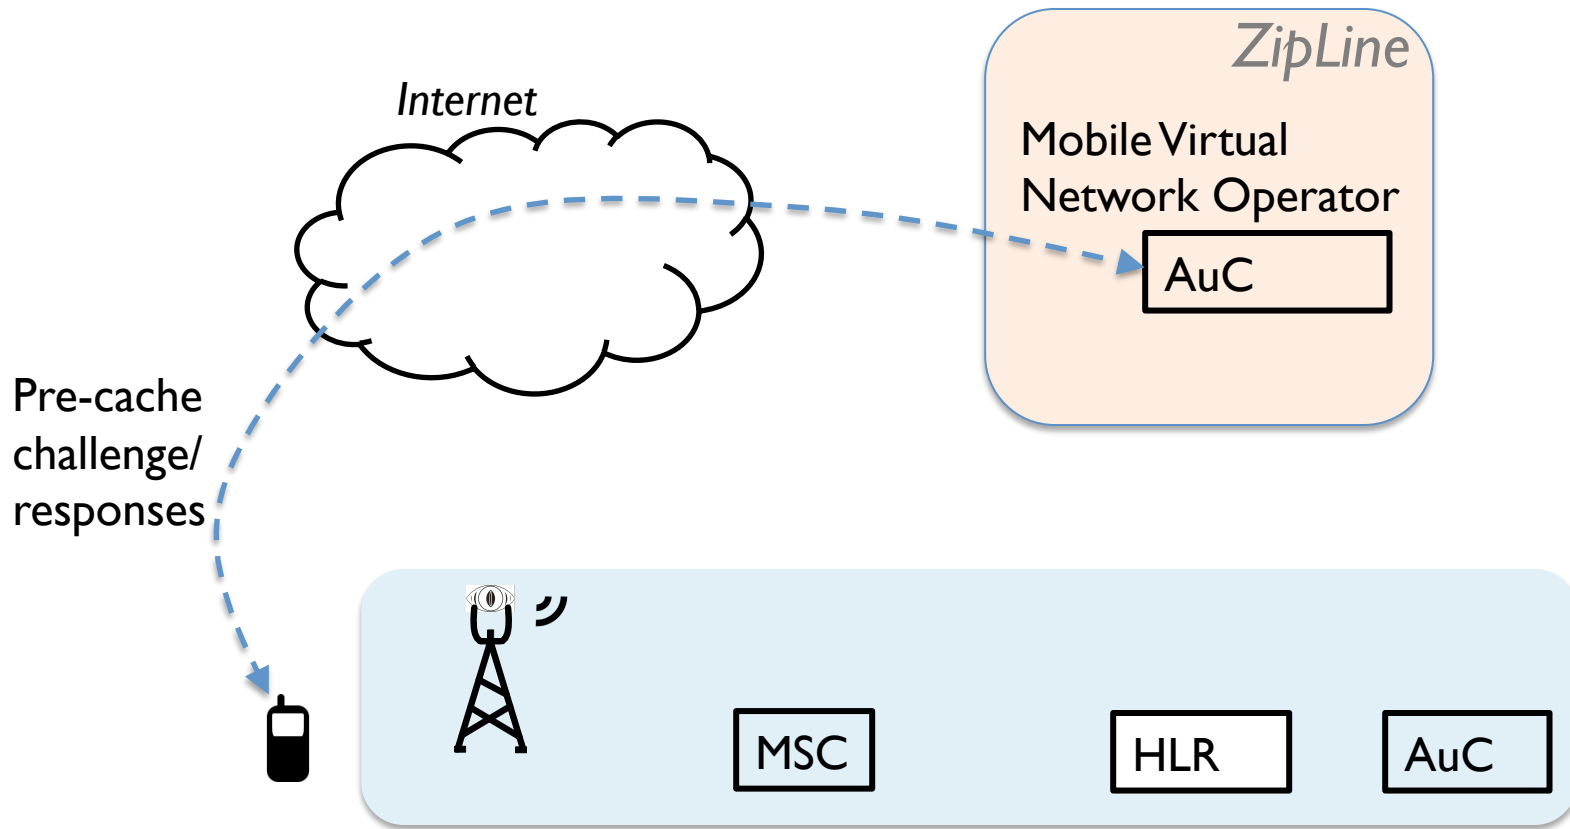 ZipLine
Internet
Mobile Virtual
Network Operator
AuC
Pre-cache
challenge/
responses
MSC
HLR
AuC